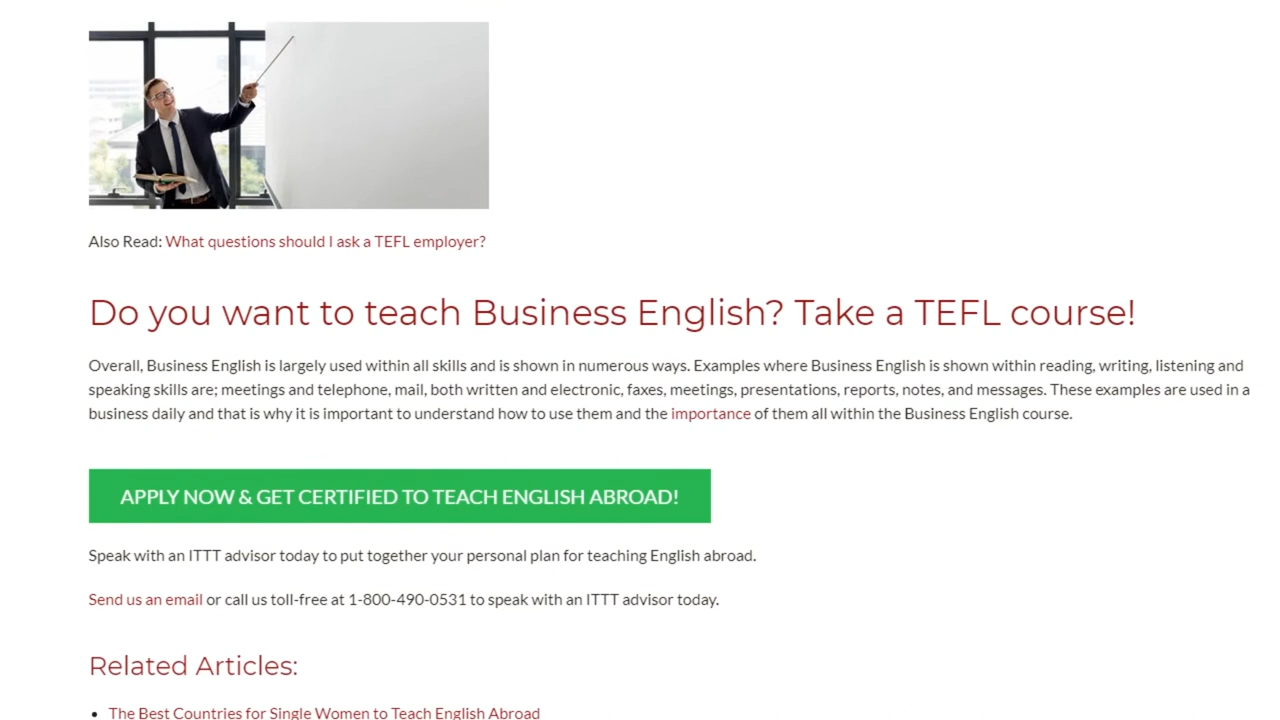 Also Read: What questions should I ask a TEFL employer?
Do you want to teach Business English? Take a TEFL course!
Overall, Business English is largely used within all skills and is shown in numerous ways. Examples where Business English is shown within reading, writing, listening and
speaking skills are; meetings and telephone, mail, both written and electronic, faxes, meetings, presentations, reports, notes, and messages. These examples are used in a
business daily and that is why it is important to understand how to use them and the importance of them all within the Business English course.
APPLY NOW & GET CERTIFIED TO TEACH ENGLISH ABROAD!
Speak with an ITTT advisor today to put together your personal plan for teaching English abroad.
Send us an email or call us toll-free at 1-800-490-0531 to speak with an ITTT advisor today.
Related Articles:
• The Best Countries for Single Women to Teach English Abroad